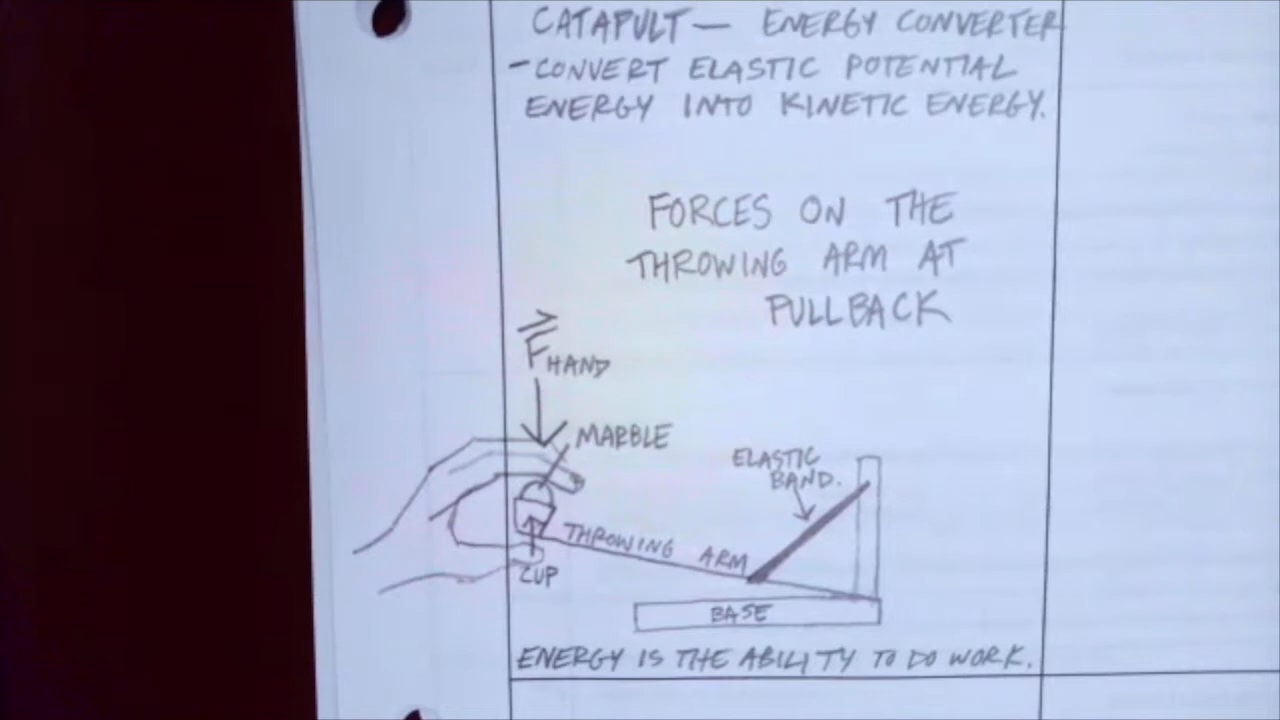 CATAPULT — ENERGY CONVERTER
- CONVERT ELASTIC POTENTIAL
ENERGY INTO KINETIC ENERGY.
FORCES ON THE
THROWING ARM AT
PULLBACK
F HAND
MARBLE
ELASTIC
BAND.
THROWING ARM
CUP
BASE
ENERGY IS THE ABILITY TO DO WORK.